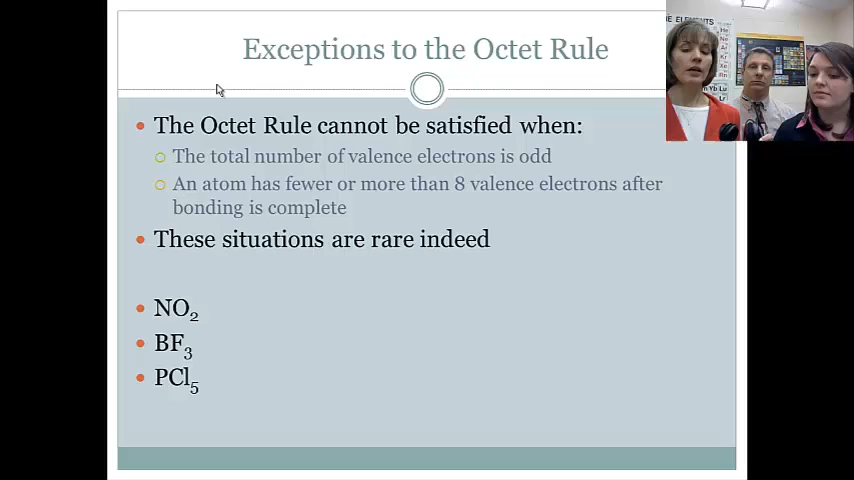 Exceptions to the Octet Rule
The Octet Rule cannot be satisfied when:
The total number of valence electrons is odd
An atom has fewer or more than 8 valence electrons after
bonding is complete
These situations are rare indeed
NO₂
BF₃
PCl₅